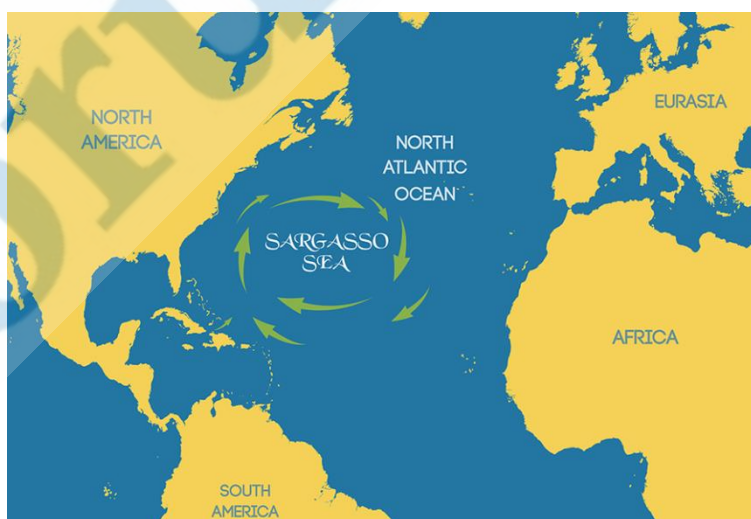 NORTH
AMERICA
EURASIA
NORTH
ATLANTIC
OCEAN
SARGASSO
SEA
AFRICA
SOUTH
AMERICA